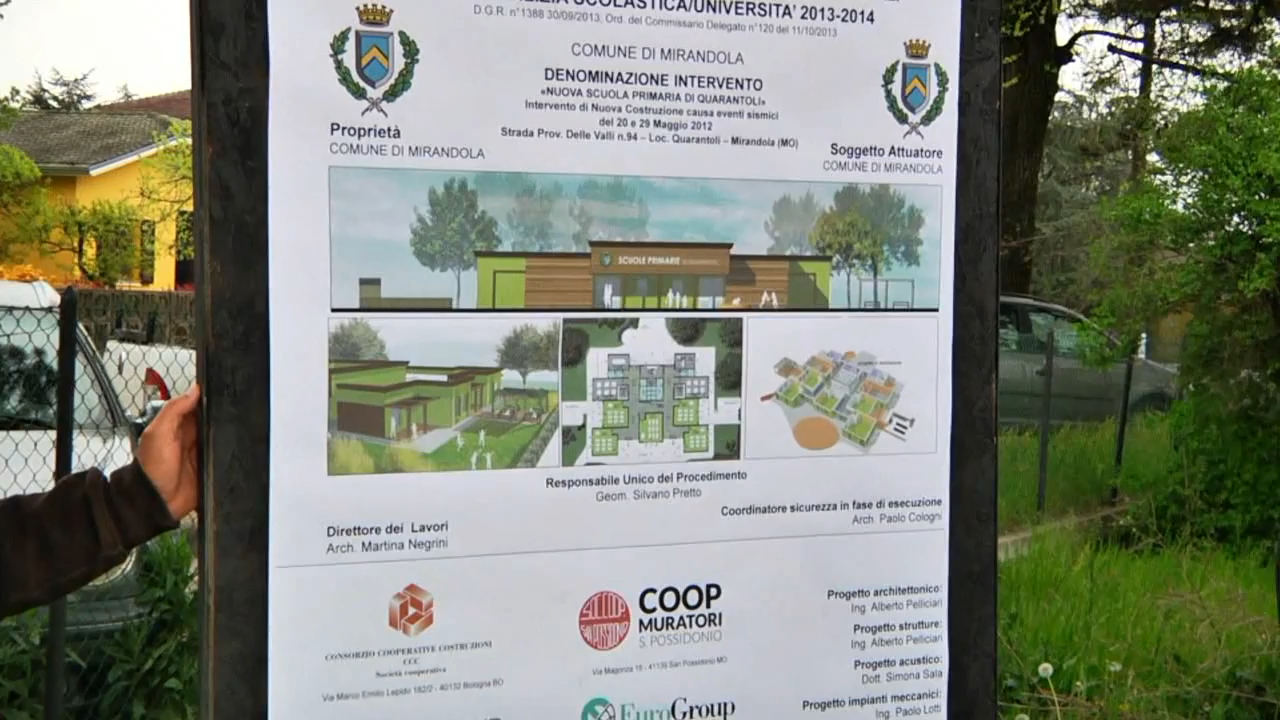 SCOLASTICA/UNIVERSITA' 2013-2014
D.G.R. n°1388 30/09/2013, Ord. del Commissario Delegato n°120 del 11/10/2013
COMUNE DI MIRANDOLA
DENOMINAZIONE INTERVENTO
«NUOVA SCUOLA PRIMARIA DI QUARANTOLI»
Intervento di Nuova Costruzione causa eventi sismici
del 20 e 29 Maggio 2012
Strada Prov. Delle Valli n.94 – Loc. Quarantoli – Mirandola (MO)
Proprietà
COMUNE DI MIRANDOLA
Soggetto Attuatore
COMUNE DI MIRANDOLA
SCUOLE PRIMARIE
Responsabile Unico del Procedimento
Geom. Silvano Pretto
Coordinatore sicurezza in fase di esecuzione
Arch. Paolo Cologni
Direttore dei Lavori
Arch. Martina Negrini
CONSORZIO COOPERATIVE COSTRUZIONI
CCC
Società cooperativa
Via Marco Emilio Lepido 182/2 - 40132 Bologna BO
COOP
MURATORI
S. POSSIDONIO
Via Magonza 15 - 41039 San Possidonio MO
EuroGroup
Progetto architettonico:
Ing. Alberto Pelliciari
Progetto strutture:
Ing. Alberto Pelliciari
Progetto acustico:
Dott. Simona Sala
Progetto impianti meccanici:
Ing. Paolo Lotti